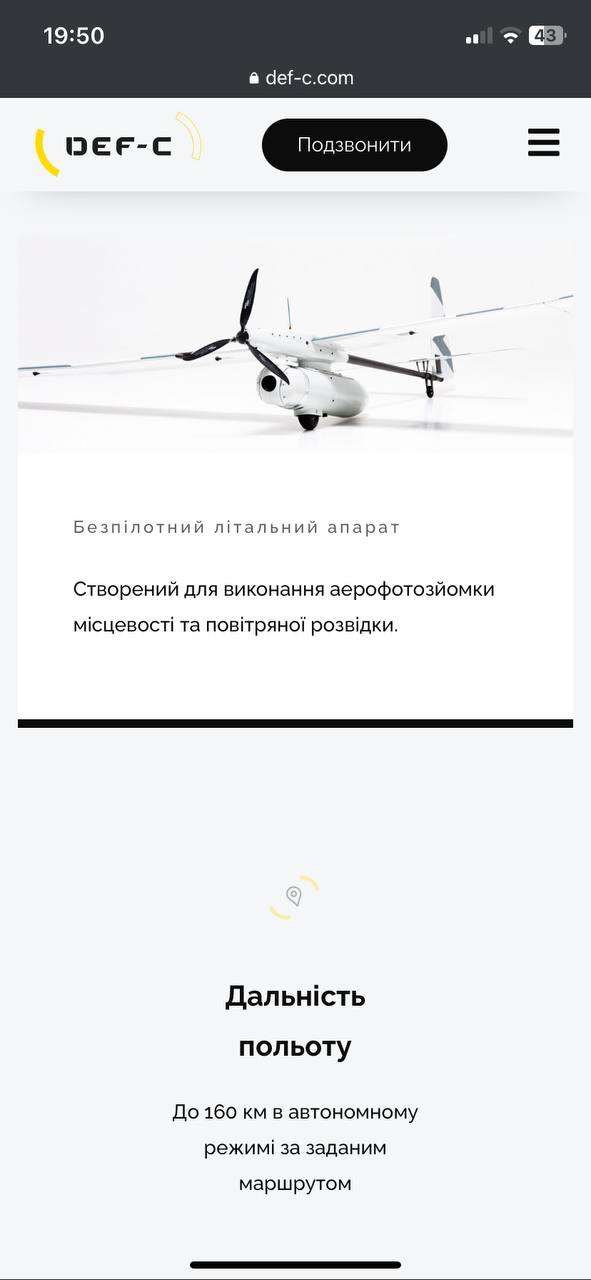 19:50
43
def-c.com
DEF-C
Подзвонити
Безпілотний літальний апарат
Створений для виконання аерофотозйомки
місцевості та повітряної розвідки.
Дальність
польоту
До 160 км в автономному
режимі за заданим
маршрутом